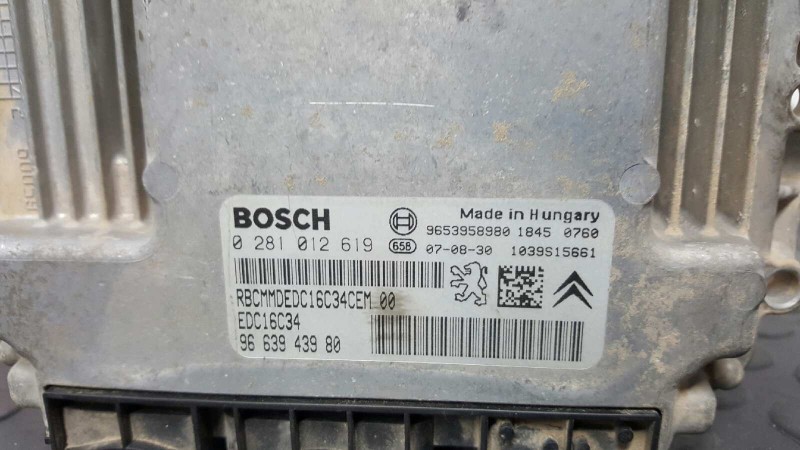 BOSCH
Made in Hungary
9653958980 1845 0760
0 281 012 619 658 07-08-30 1039S15661
RBCMMDEDC16C34CEM 00
EDC16C34
96 639 439 80